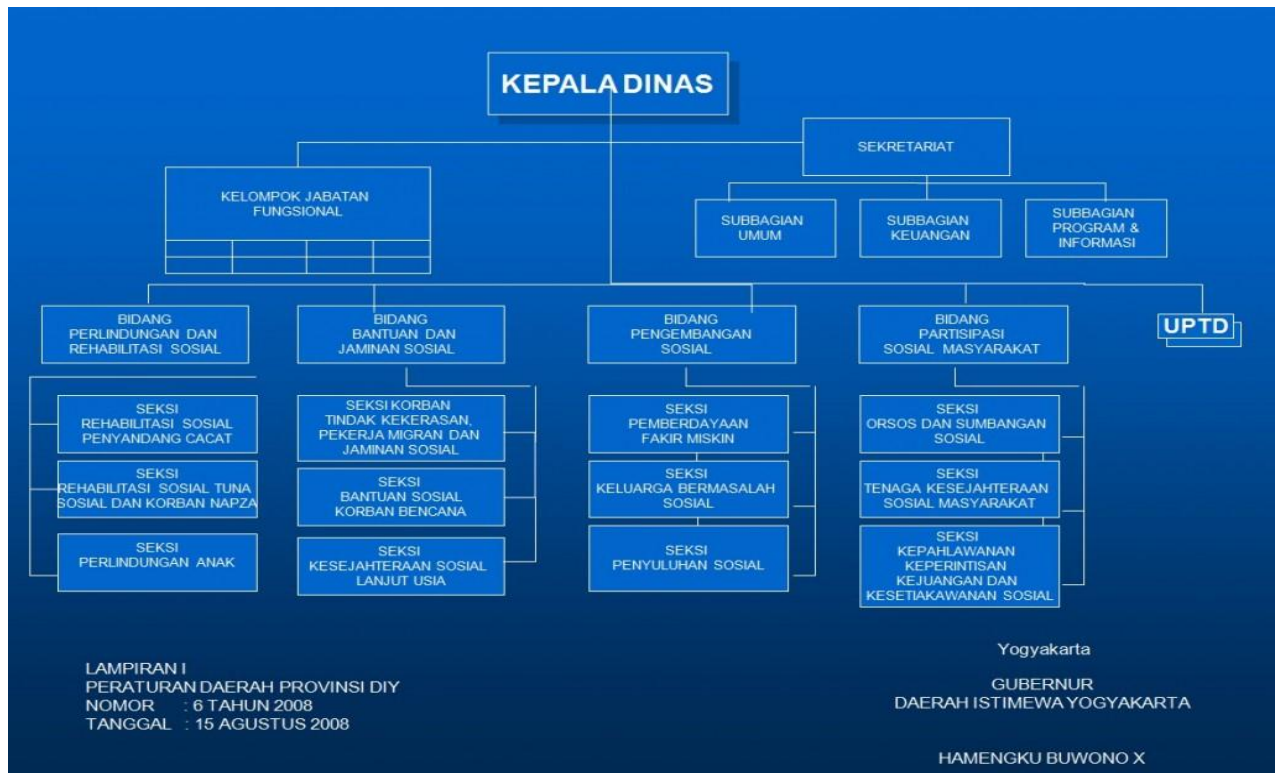 KEPALA DINAS
SEKRETARIAT
KELOMPOK JABATAN
FUNGSIONAL
SUBBAGIAN
UMUM
SUBBAGIAN
KEUANGAN
SUBBAGIAN
PROGRAM &
INFORMASI
BIDANG
PERLINDUNGAN DAN
REHABILITASI SOSIAL
BIDANG
BANTUAN DAN
JAMINAN SOSIAL
BIDANG
PENGEMBANGAN
SOSIAL
BIDANG
PARTISIPASI
SOSIAL MASYARAKAT
UPTD
SEKSI
REHABILITASI SOSIAL
PENYANDANG CACAT
SEKSI
REHABILITASI SOSIAL TUNA
SOSIAL DAN KORBAN NAPZA
SEKSI
PERLINDUNGAN ANAK
SEKSI KORBAN
TINDAK KEKERASAN,
PEKERJA MIGRAN DAN
JAMINAN SOSIAL
SEKSI
BANTUAN SOSIAL
KORBAN BENCANA
SEKSI
KESEJAHTERAAN SOSIAL
LANJUT USIA
SEKSI
PEMBERDAYAAN
FAKIR MISKIN
SEKSI
KELUARGA BERMASALAH
SOSIAL
SEKSI
PENYULUHAN SOSIAL
SEKSI
ORSOS DAN SUMBANGAN
SOSIAL
SEKSI
TENAGA KESEJAHTERAAN
SOSIAL MASYARAKAT
SEKSI
KEPAHLAWANAN
KEPERINTISAN
KEJUANGAN DAN
KESETIAKAWANAN SOSIAL
LAMPIRAN I
PERATURAN DAERAH PROVINSI DIY
NOMOR : 6 TAHUN 2008
TANGGAL : 15 AGUSTUS 2008
Yogyakarta
GUBERNUR
DAERAH ISTIMEWA YOGYAKARTA
HAMENGKU BUWONO X